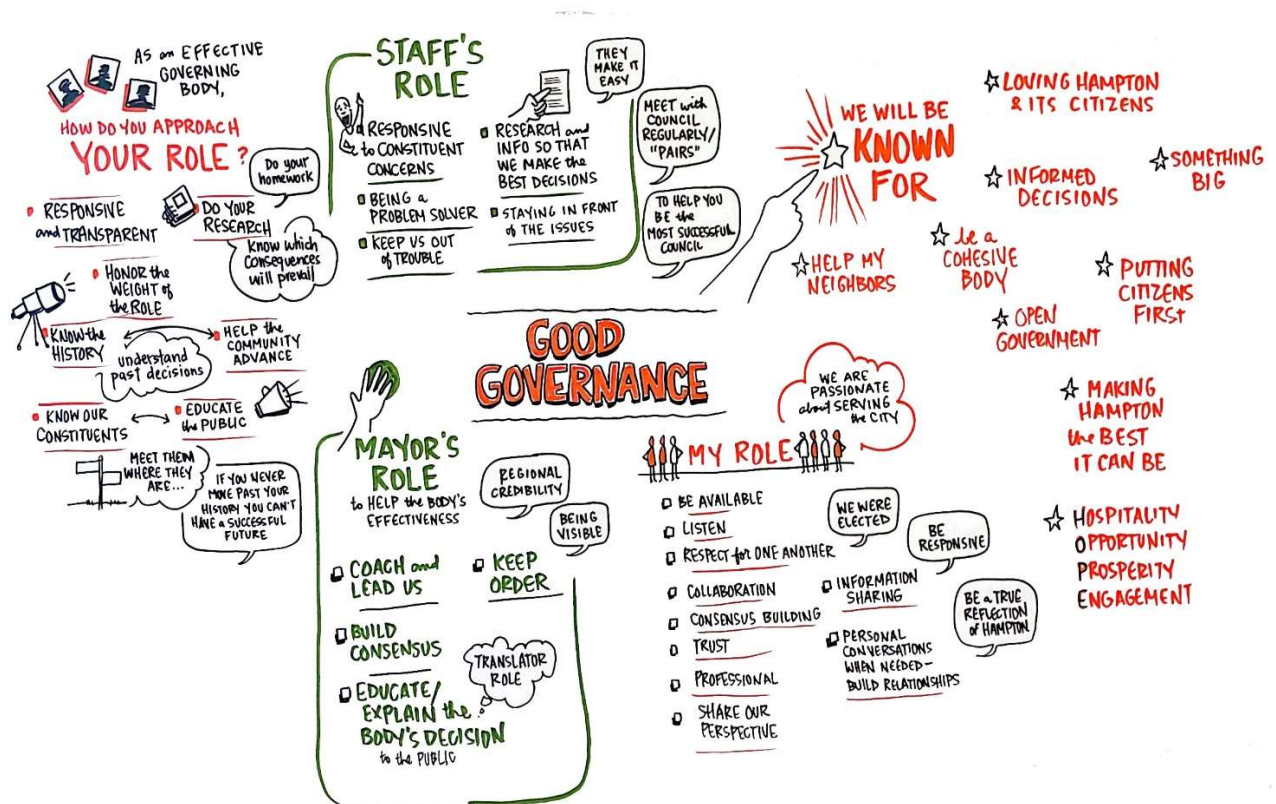 AS an EFFECTIVE
GOVERNING
BODY,
HOW DO YOU APPROACH
YOUR ROLE?
Do your
homework
RESPONSIVE
and TRANSPARENT
DO YOUR
RESEARCH
Know which
consequences
will prevail
HONOR the
WEIGHT of
the ROLE
KNOW the
HISTORY
HELP the
COMMUNITY
ADVANCE
understand
past decisions
KNOW OUR
CONSTITUENTS
EDUCATE
the PUBLIC
MEET THEM
WHERE THEY
ARE...
IF YOU NEVER
MOVE PAST YOUR
HISTORY YOU CAN'T
HAVE A SUCCESSFUL
FUTURE
STAFF'S
ROLE
THEY
MAKE IT
EASY
RESPONSIVE
to CONSTITUENT
CONCERNS
BEING a
PROBLEM SOLVER
KEEP US OUT
of TROUBLE
RESEARCH and
INFO SO THAT
WE MAKE the
BEST DECISIONS
STAYING IN FRONT
of THE ISSUES
MEET with
COUNCIL
REGULARLY/
"PAIRS"
TO HELP YOU
BE the
MOST SUCCESSFUL
COUNCIL
GOOD
GOVERNANCE
MAYOR'S
ROLE
to HELP the BODY'S
EFFECTIVENESS
REGIONAL
CREDIBILITY
BEING
VISIBLE
COACH and
LEAD US
KEEP
ORDER
BUILD
CONSENSUS
TRANSLATOR
ROLE
EDUCATE/
EXPLAIN the
BODY'S DECISION
to the PUBLIC
WE ARE
PASSIONATE
about SERVING
the CITY
MY ROLE
BE AVAILABLE
LISTEN
RESPECT for ONE ANOTHER
COLLABORATION
CONSENSUS BUILDING
TRUST
PROFESSIONAL
SHARE OUR
PERSPECTIVE
WE WERE
ELECTED
BE
RESPONSIVE
INFORMATION
SHARING
BE a TRUE
REFLECTION
of HAMPTON
PERSONAL
CONVERSATIONS
WHEN NEEDED-
BUILD RELATIONSHIPS
WE WILL BE
KNOWN
FOR
LOVING HAMPTON
& ITS CITIZENS
SOMETHING
BIG
INFORMED
DECISIONS
be a
COHESIVE
BODY
HELP MY
NEIGHBORS
PUTTING
CITIZENS
FIRST
OPEN
GOVERNMENT
MAKING
HAMPTON
the BEST
IT CAN BE
HOSPITALITY
OPPORTUNITY
PROSPERITY
ENGAGEMENT